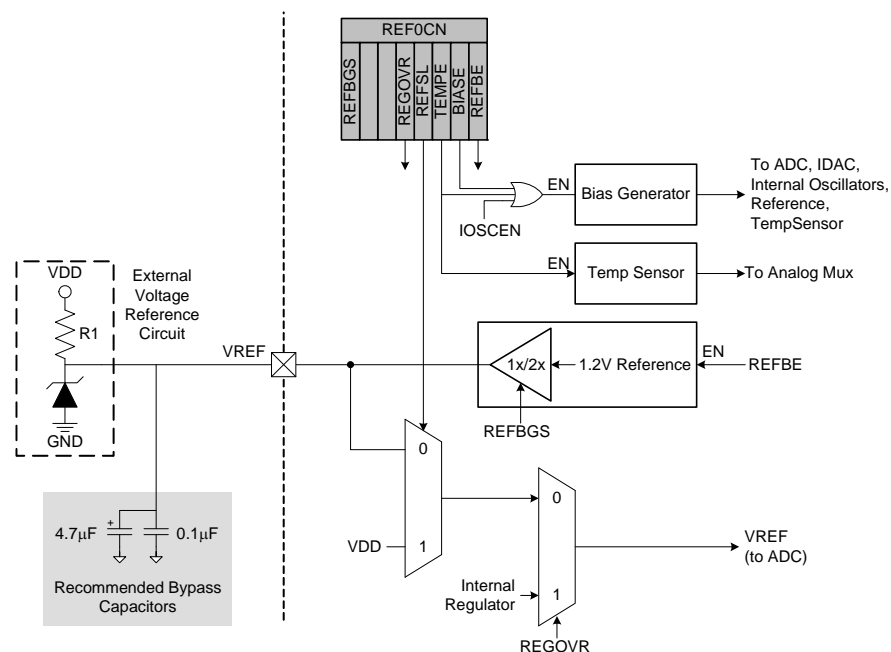 REF0CN
REFBGS
REGOVR
REFSL
TEMPE
BIASE
REFBE
EN
Bias Generator
To ADC, IDAC,
Internal Oscillators,
Reference,
TempSensor
IOSCEN
EN
Temp Sensor
To Analog Mux
VDD
R1
GND
External
Voltage
Reference
Circuit
VREF
1x/2x
1.2V Reference
EN
REFBE
REFBGS
0
1
VDD
0
1
Internal
Regulator
REGOVR
VREF
(to ADC)
+
4.7μF
0.1μF
Recommended Bypass
Capacitors